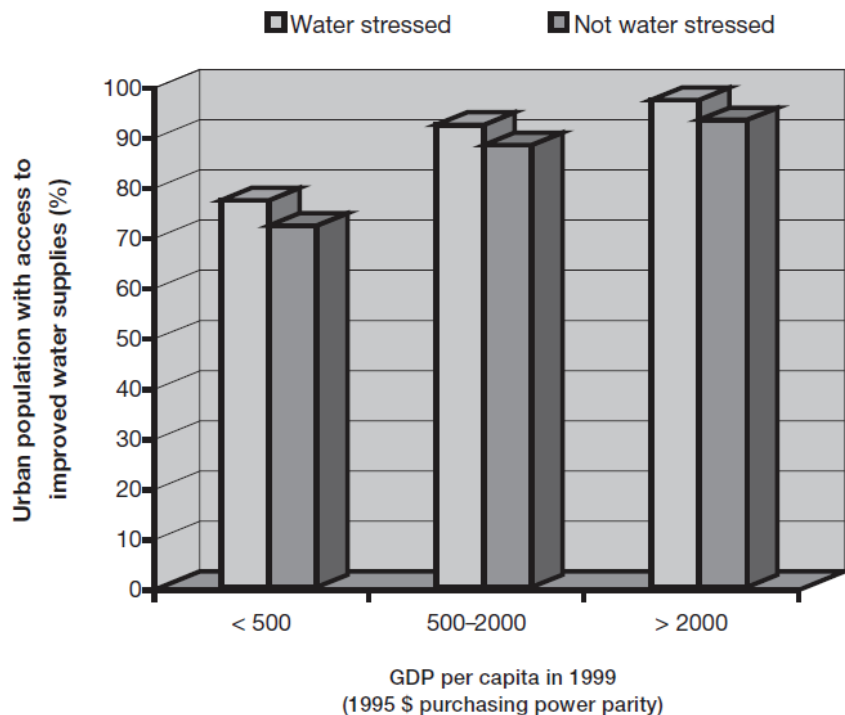 Water stressed Not water stressed
Urban population with access to
improved water supplies (%)
100
90
80
70
60
50
40
30
20
10
0
< 500 500–2000 > 2000
GDP per capita in 1999
(1995 $ purchasing power parity)